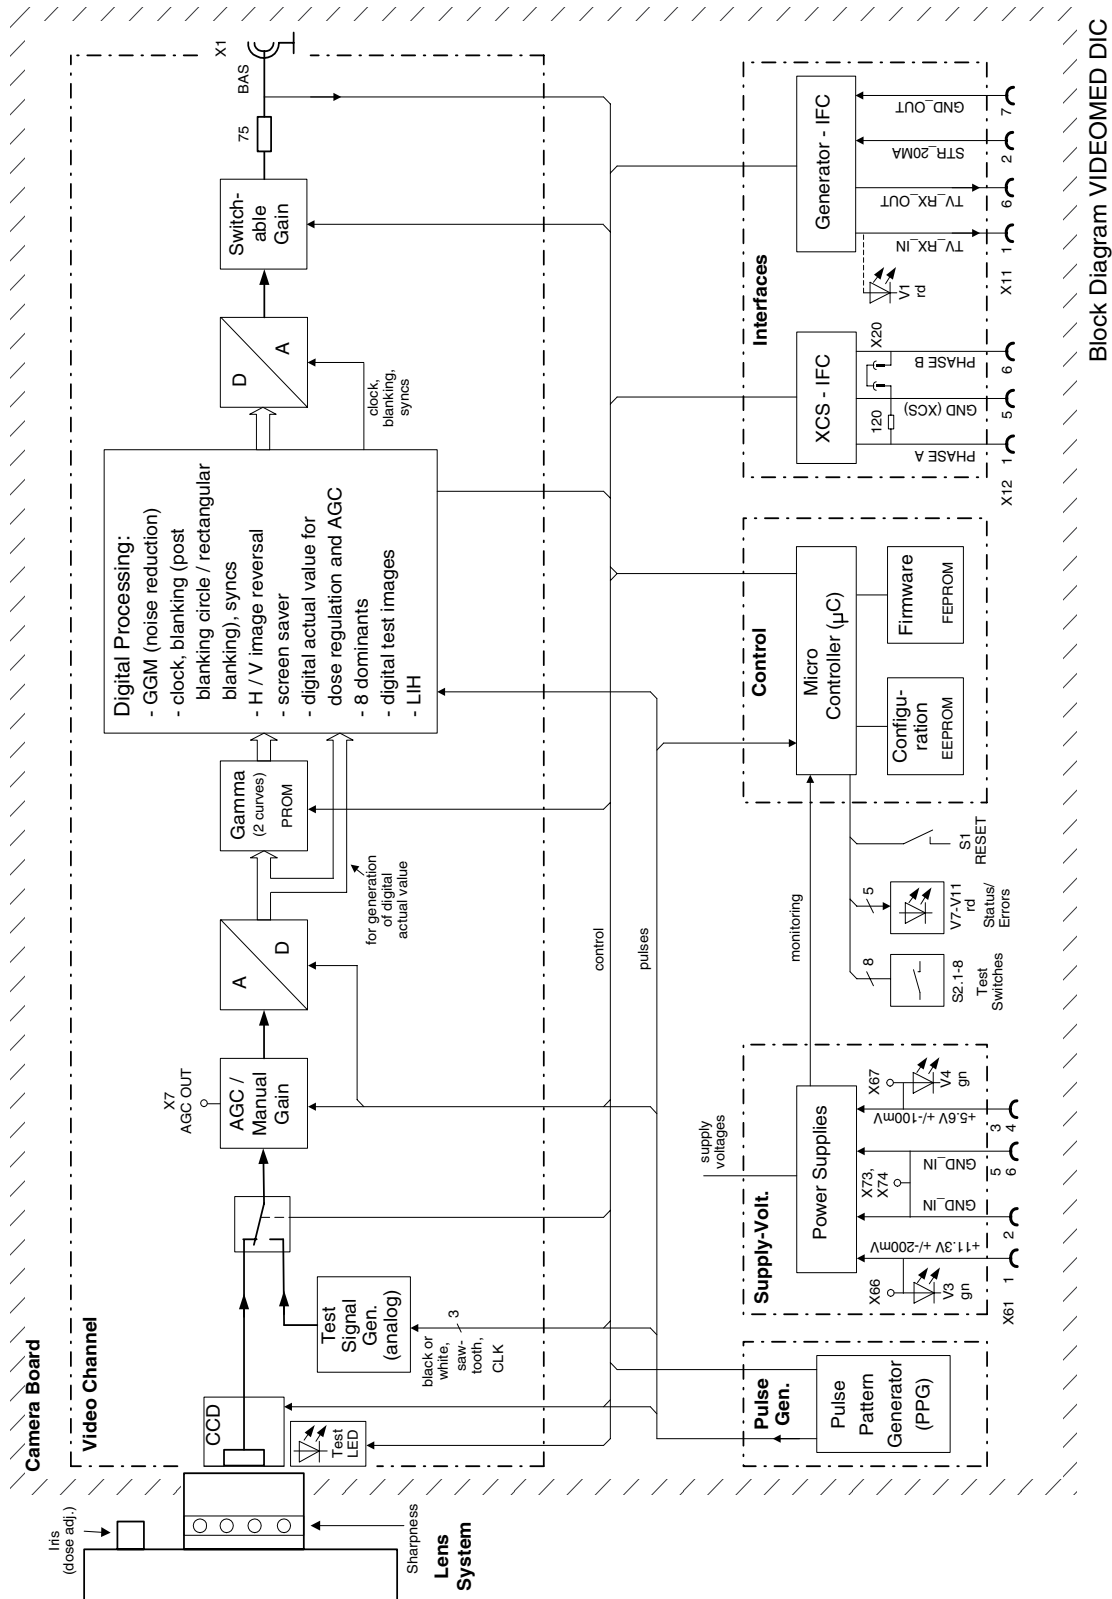 Block Diagram VIDEOMED DIC
Camera Board
Video Channel
Iris
(dose adj.)
Sharpness
Lens
System
CCD
Test
LED
Test
Signal
Gen.
(analog)
3
black or
white,
saw-
tooth,
CLK
X7
AGC OUT
AGC /
Manual
Gain
A
D
for generation
of digital
actual value
Gamma
(2 curves)
PROM
Digital Processing:
- GGM (noise reduction)
- clock, blanking (post
blanking circle / rectangular
blanking), syncs
- H / V image reversal
- screen saver
- digital actual value for
dose regulation and AGC
- 8 dominants
- digital test images
- LIH
clock,
blanking,
syncs
D
A
Switch-
able
Gain
75
BAS
X1
control
pulses
Pulse
Gen.
Pulse
Pattern
Generator
(PPG)
Supply-Volt.
supply
voltages
Power Supplies
X66
V3
gn
+11.3V +/-200mV
GND_IN
X73,
X74
GND_IN
+5.6V +/-100mV
X67
V4
gn
X61
1
2
5
6
3
4
monitoring
8
S2.1-8
Test
Switches
5
V7-V11
rd
Status/
Errors
S1
RESET
Control
Micro
Controller (µC)
Configu-
ration
EEPROM
Firmware
FEPROM
Interfaces
XCS - IFC
120
X20
PHASE A
GND (XCS)
PHASE B
X12
1
5
6
Generator - IFC
V1
rd
TV_RX_IN
TV_RX_OUT
STR_20MA
GND_OUT
X11
1
6
2
7